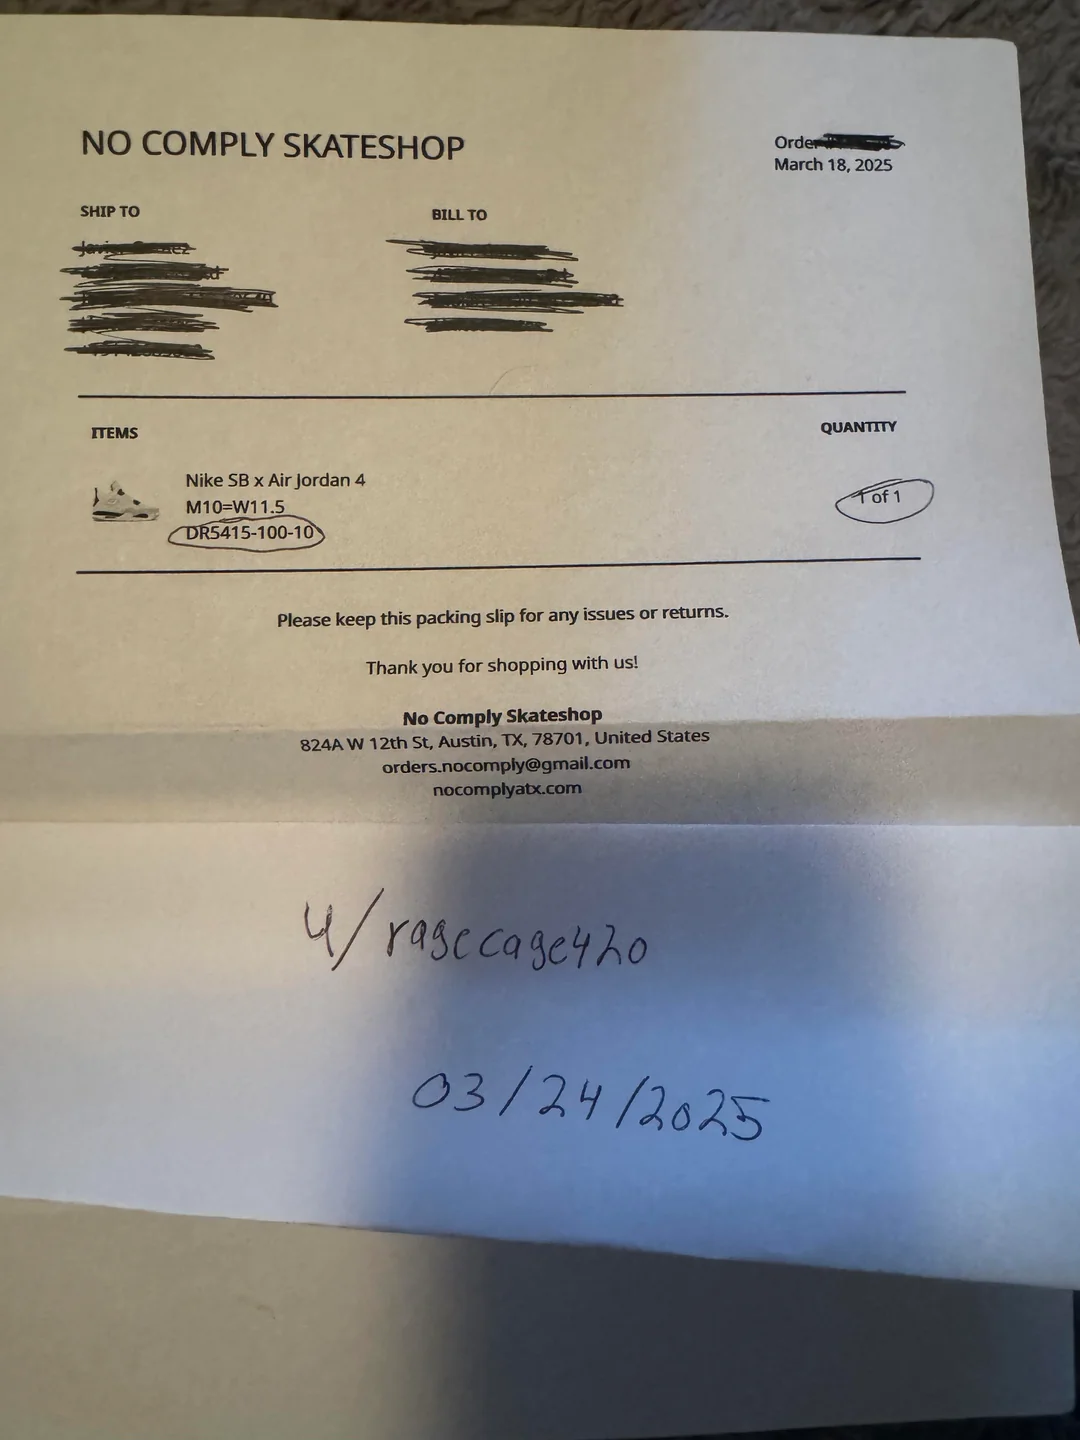 NO COMPLY SKATESHOP
March 18, 2025
SHIP TO
BILL TO
ITEMS
QUANTITY
Nike SB x Air Jordan 4
M10=W11.5
DR5415-100-10
1 of 1
Please keep this packing slip for any issues or returns.
Thank you for shopping with us!
No Comply Skateshop
824A W 12th St, Austin, TX, 78701, United States
orders.nocomply@gmail.com
nocomplyatx.com
u/ragecage420
03/24/2025